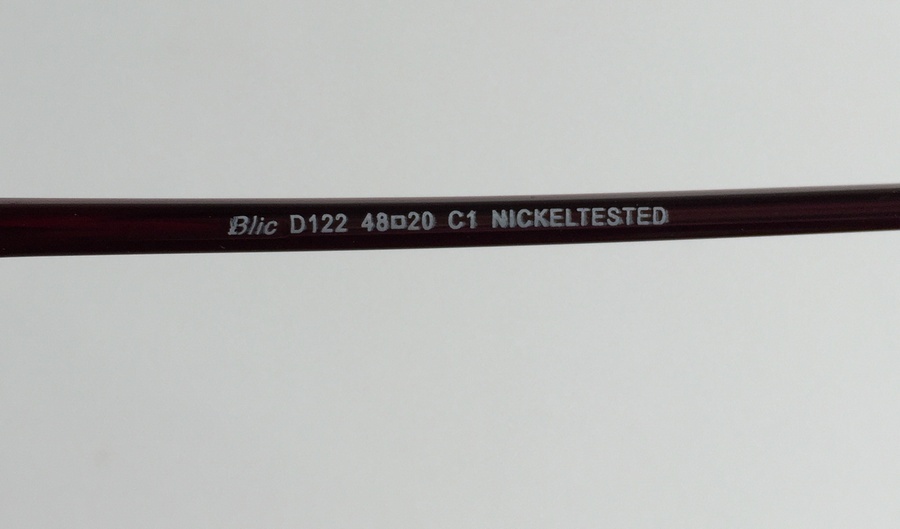 Blic D122 48□20 C1 NICKELTESTED